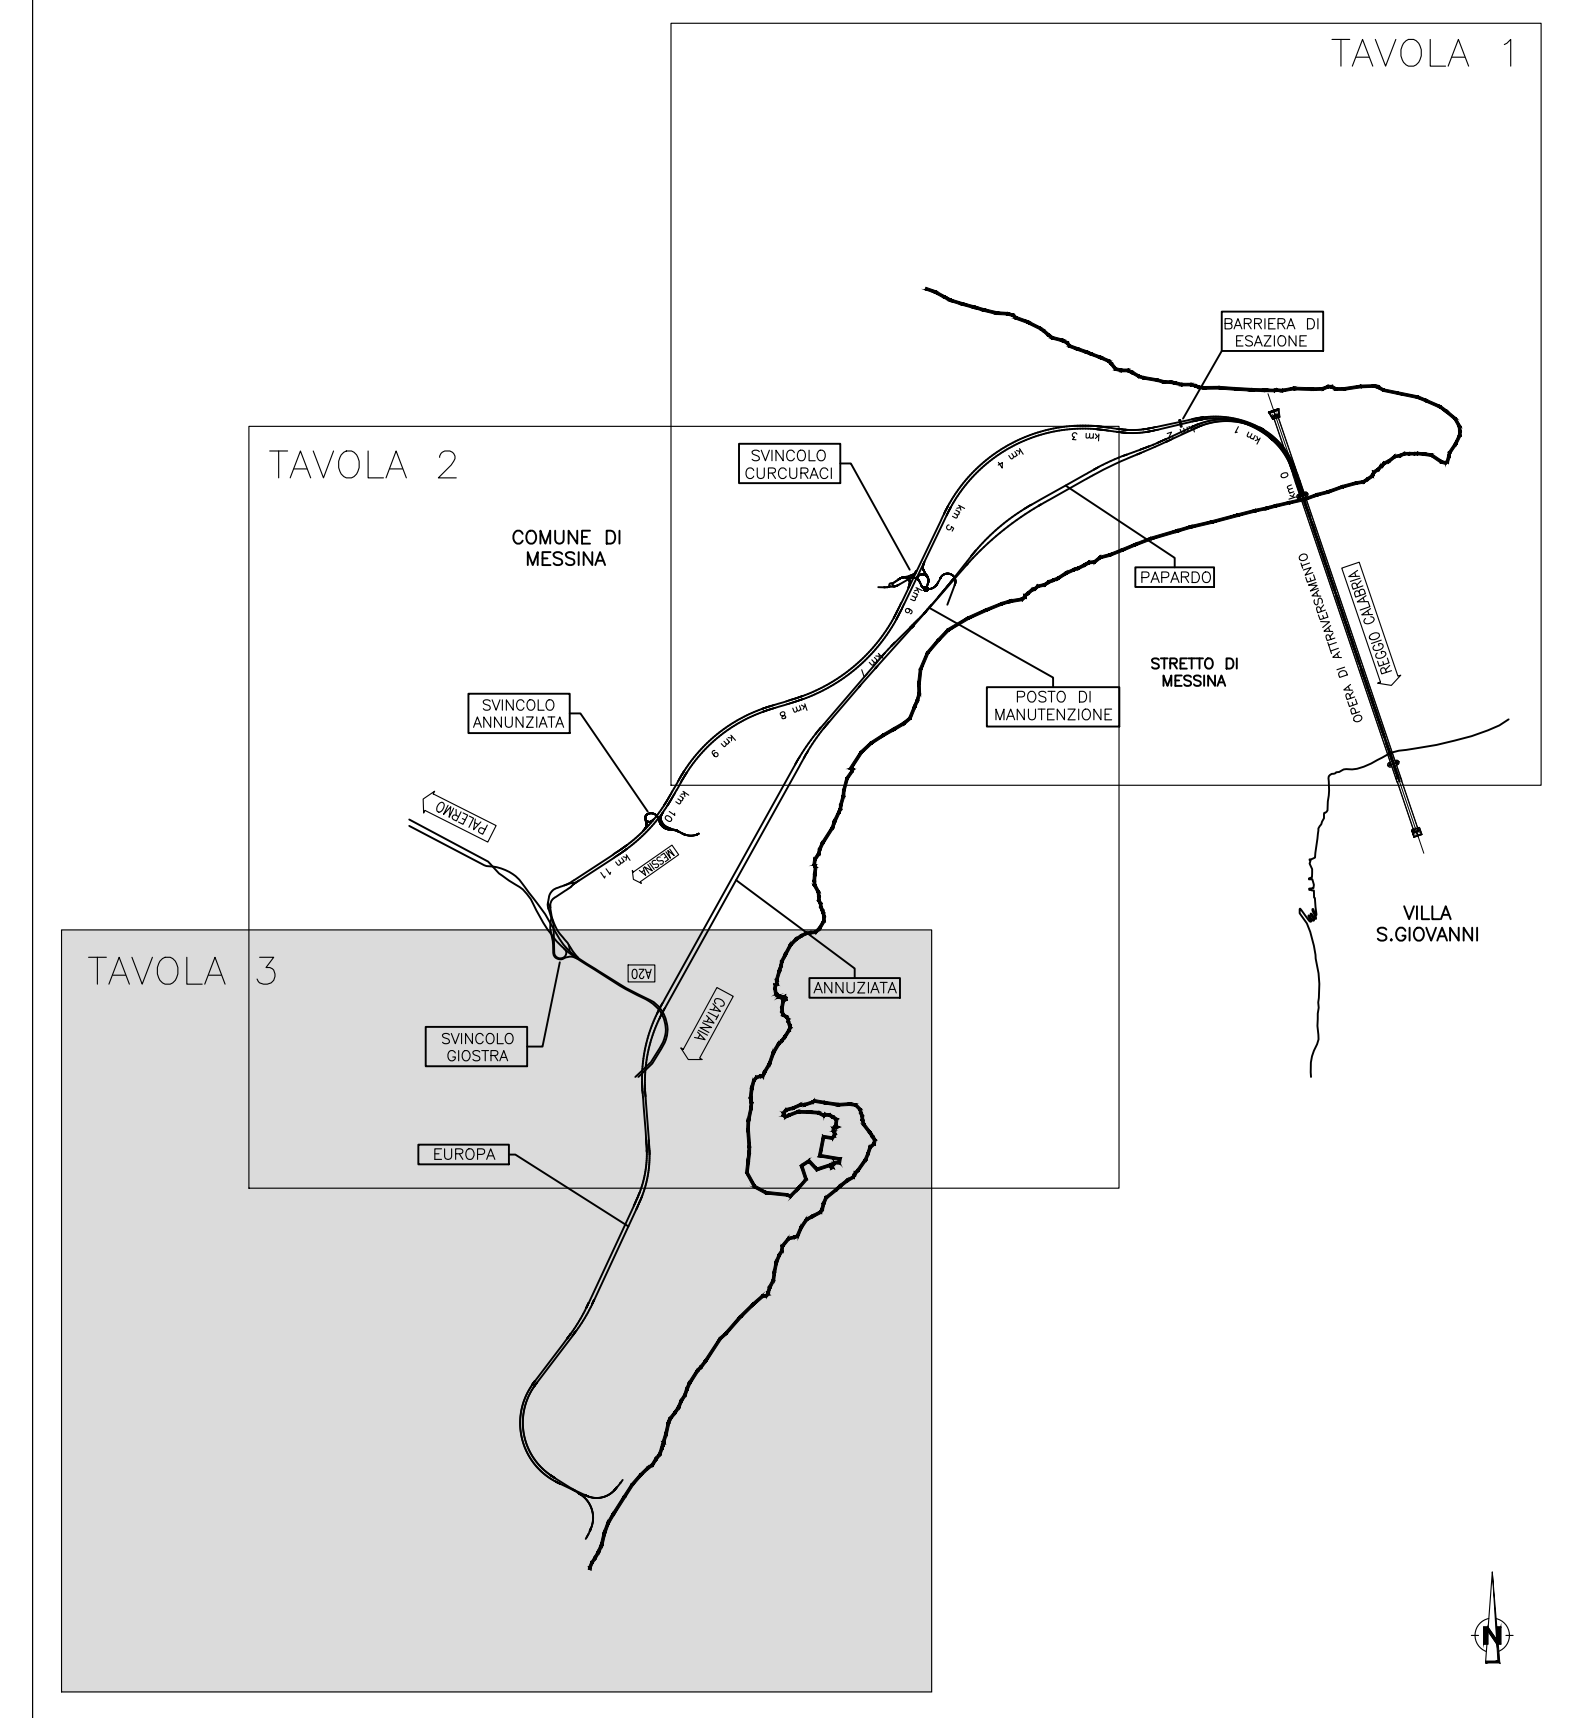 TAVOLA 1
BARRIERA DI
ESAZIONE
TAVOLA 2
SVINCOLO
CURCURACI
km 0
km 1
km 2
km 3
km 4
km 5
km 6
km 7
km 8
km 9
km 10
km 11
COMUNE DI
MESSINA
PAPARDO
OPERA DI ATTRAVERSAMENTO
REGGIO CALABRIA
STRETTO DI
MESSINA
POSTO DI
MANUTENZIONE
SVINCOLO
ANNUNZIATA
PALERMO
MESSINA
VILLA
S.GIOVANNI
TAVOLA 3
A20
ANNUZIATA
CATANIA
SVINCOLO
GIOSTRA
EUROPA
N